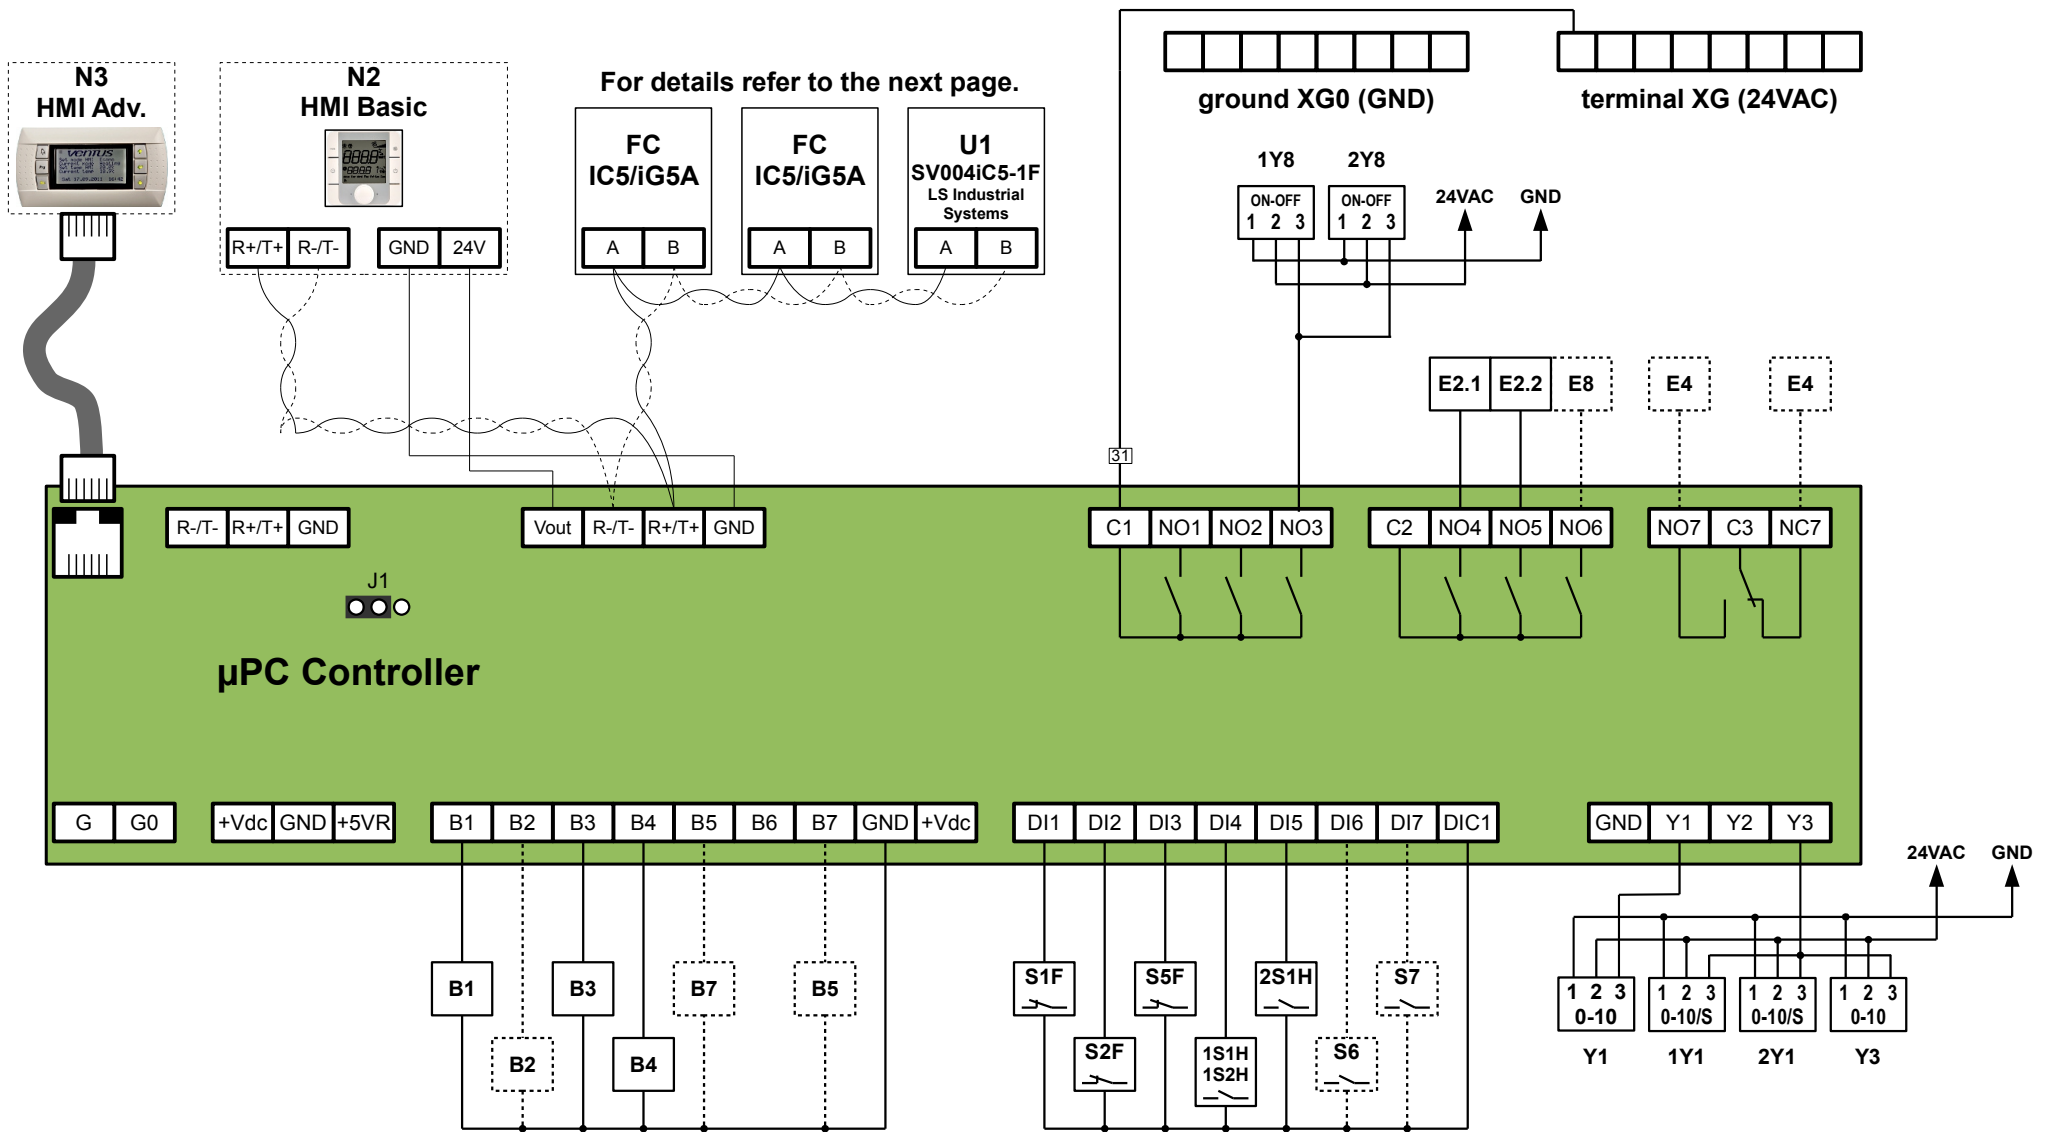 N3
HMI Adv.
ventus
N2
HMI Basic
R+/T+ R-/T- GND 24V
For details refer to the next page.
FC
IC5/iG5A
A B
FC
IC5/iG5A
A B
U1
SV004iC5-1F
LS Industrial
Systems
A B
ground XG0 (GND)
terminal XG (24VAC)
1Y8 2Y8
ON-OFF ON-OFF
1 2 3 1 2 3
24VAC GND
E2.1 E2.2 E8 E4 E4
31
R-/T- R+/T+ GND
Vout R-/T- R+/T+ GND
C1 NO1 NO2 NO3
C2 NO4 NO5 NO6
NO7 C3 NC7
J1
µPC Controller
G G0
+Vdc GND +5VR
B1 B2 B3 B4 B5 B6 B7 GND +Vdc
DI1 DI2 DI3 DI4 DI5 DI6 DI7 DIC1
GND Y1 Y2 Y3
24VAC GND
B1 B3 B7 B5
B2 B4
S1F S5F 2S1H S7
S2F
1S1H
1S2H
S6
1 2 3 1 2 3 1 2 3 1 2 3
0-10 0-10/S 0-10/S 0-10
Y1 1Y1 2Y1 Y3